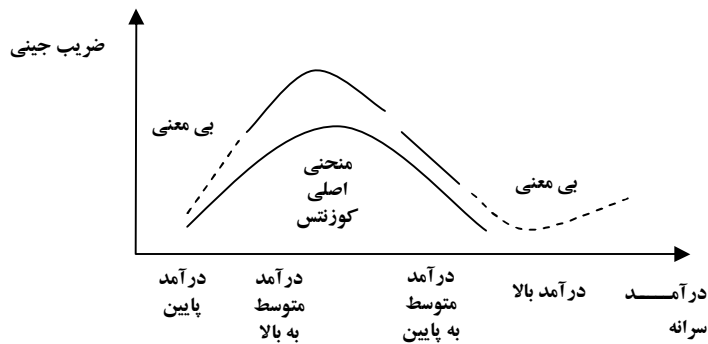 ضریب جینی
بی معنی
منحنی
اصلی
کوزنتس
بی معنی
درآمد
پایین
درآمد
متوسط
به بالا
درآمد
متوسط
به پایین
درآمد بالا
درآمـــــد
سرانه